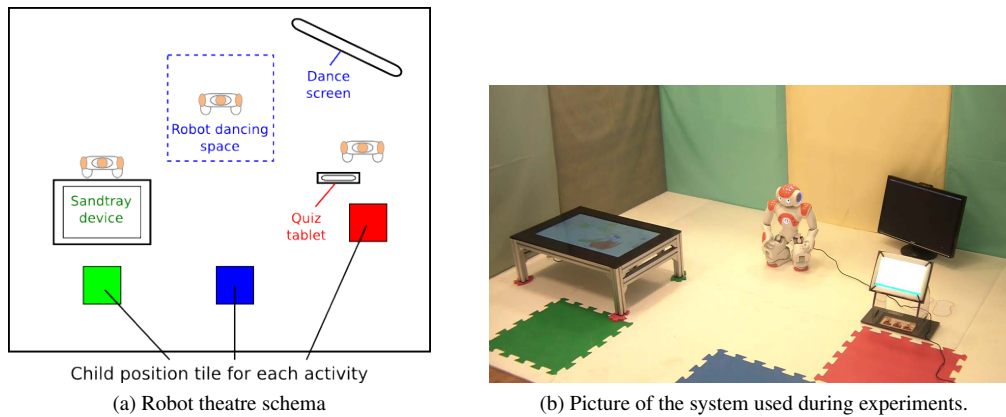 Dance
screen
Robot dancing
space
Sandtray
device
Quiz
tablet
Child position tile for each activity
(a) Robot theatre schema
(b) Picture of the system used during experiments.